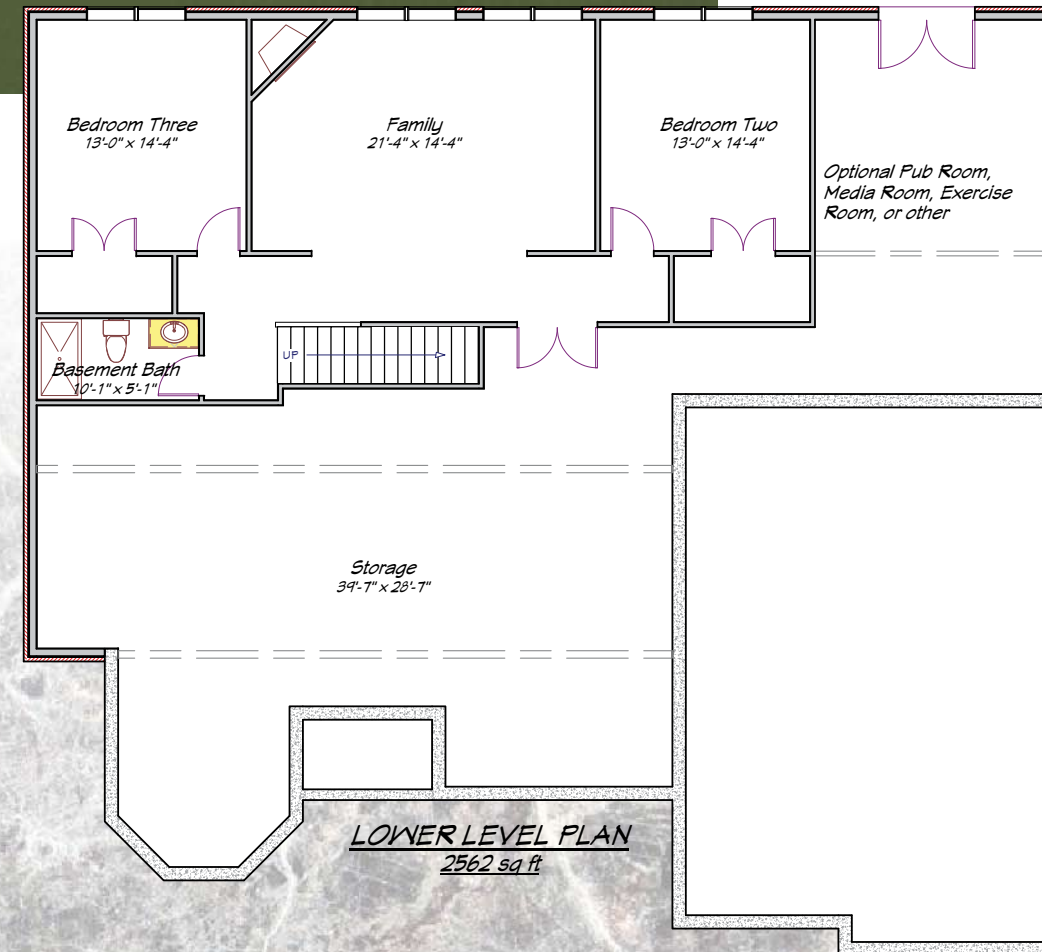 Bedroom Three
13'-0" x 14'-4"
Family
21'-4" x 14'-4"
Bedroom Two
13'-0" x 14'-4"
Optional Pub Room,
Media Room, Exercise
Room, or other
UP
Basement Bath
10'-1" x 5'-1"
Storage
39'-7" x 28'-7"
LOWER LEVEL PLAN
2562 sq ft